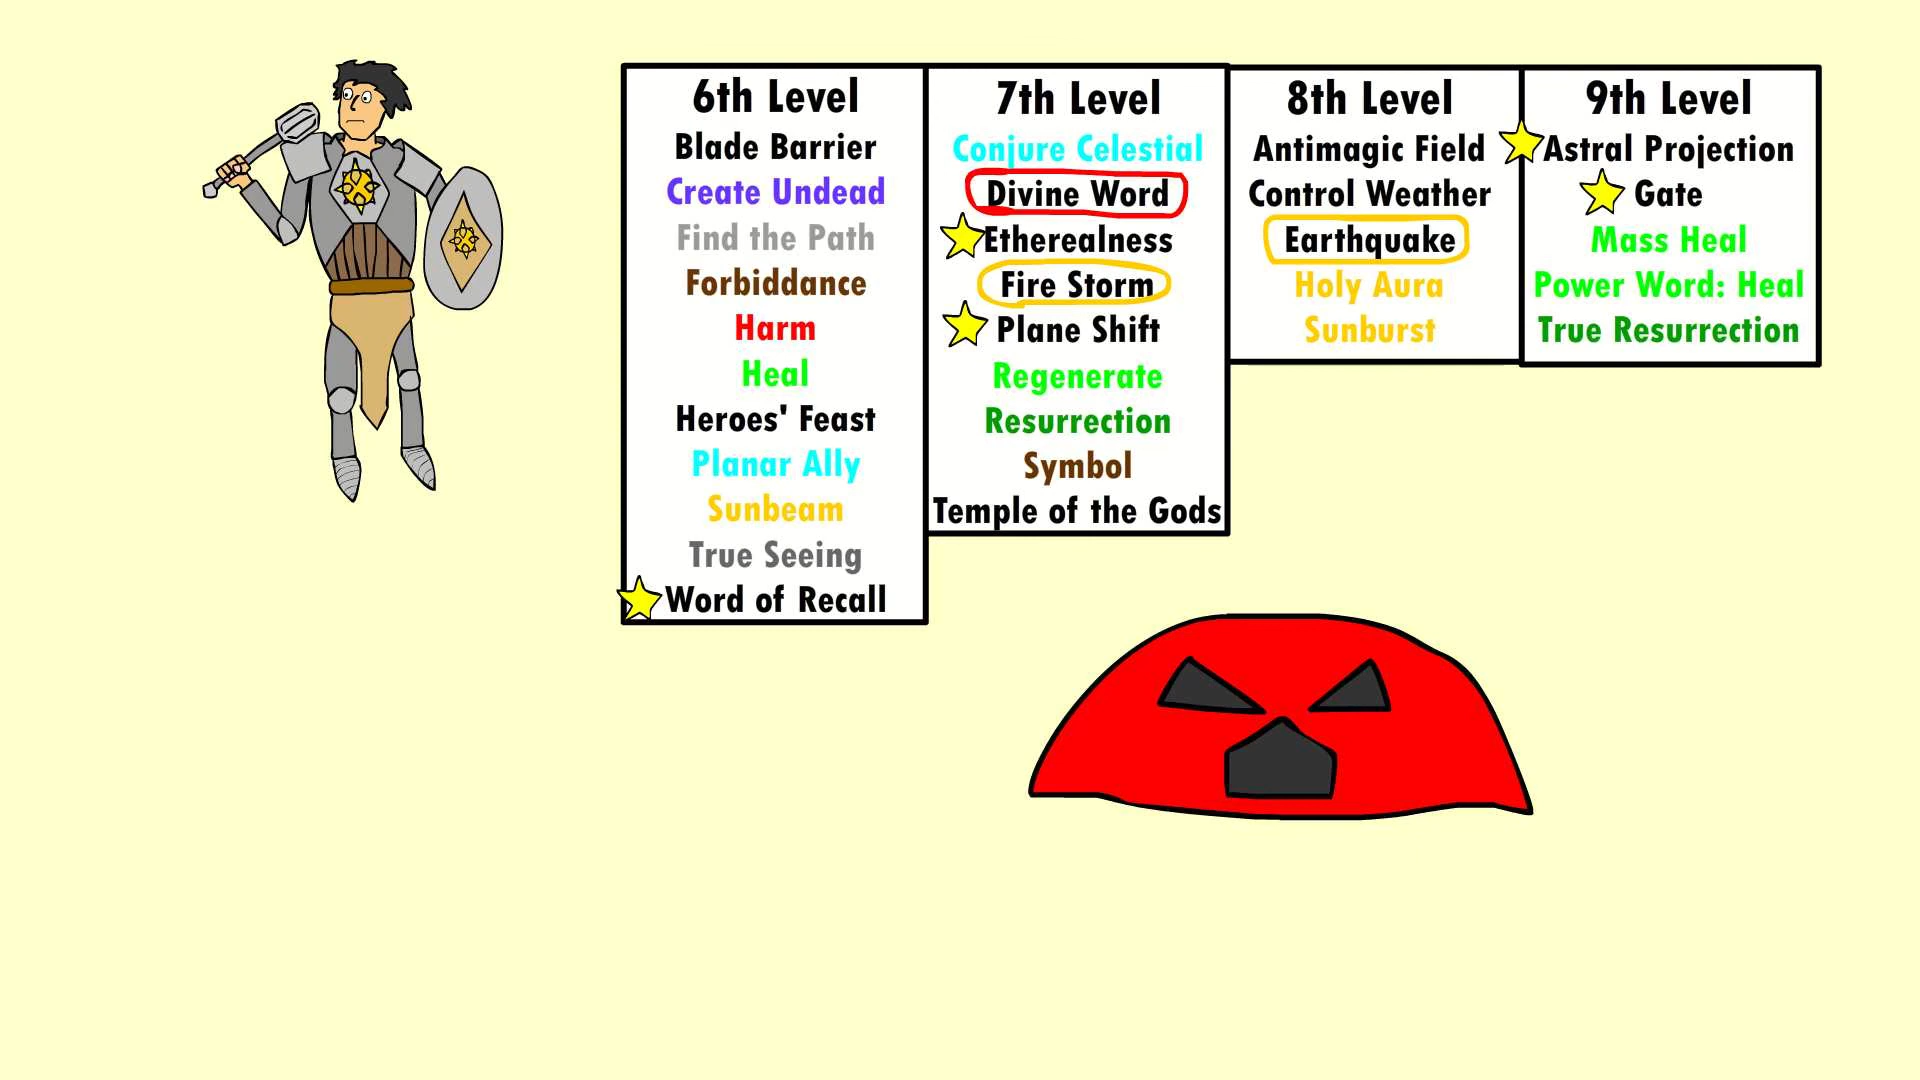 6th Level
Blade Barrier
Create Undead
Find the Path
Forbiddance
Harm
Heal
Heroes' Feast
Planar Ally
Sunbeam
True Seeing
Word of Recall
7th Level
Conjure Celestial
Divine Word
Etherealness
Fire Storm
Plane Shift
Regenerate
Resurrection
Symbol
Temple of the Gods
8th Level
Antimagic Field
Control Weather
Earthquake
Holy Aura
Sunburst
9th Level
Astral Projection
Gate
Mass Heal
Power Word: Heal
True Resurrection